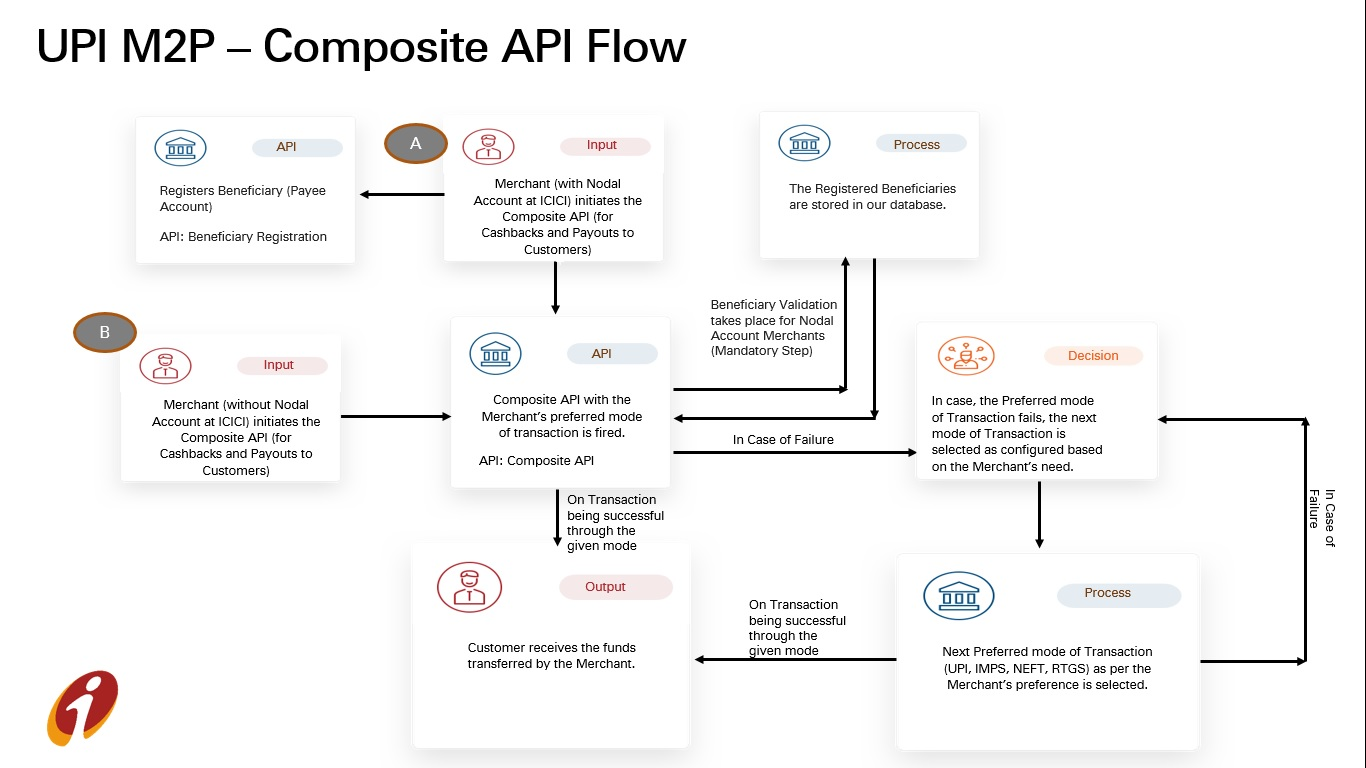 UPI M2P – Composite API Flow
API
Registers Beneficiary (Payee
Account)
API: Beneficiary Registration
A
Input
Merchant (with Nodal
Account at ICICI) initiates the
Composite API (for
Cashbacks and Payouts to
Customers)
Process
The Registered Beneficiaries
are stored in our database.
B
Input
Merchant (without Nodal
Account at ICICI) initiates the
Composite API (for
Cashbacks and Payouts to
Customers)
API
Composite API with the
Merchant's preferred mode
of transaction is fired.
API: Composite API
Beneficiary Validation
takes place for Nodal
Account Merchants
(Mandatory Step)
In Case of Failure
Decision
In case, the Preferred mode
of Transaction fails, the next
mode of Transaction is
selected as configured based
on the Merchant's need.
In Case of
Failure
On Transaction
being successful
through the
given mode
Output
Customer receives the funds
transferred by the Merchant.
On Transaction
being successful
through the
given mode
Process
Next Preferred mode of Transaction
(UPI, IMPS, NEFT, RTGS) as per the
Merchant's preference is selected.